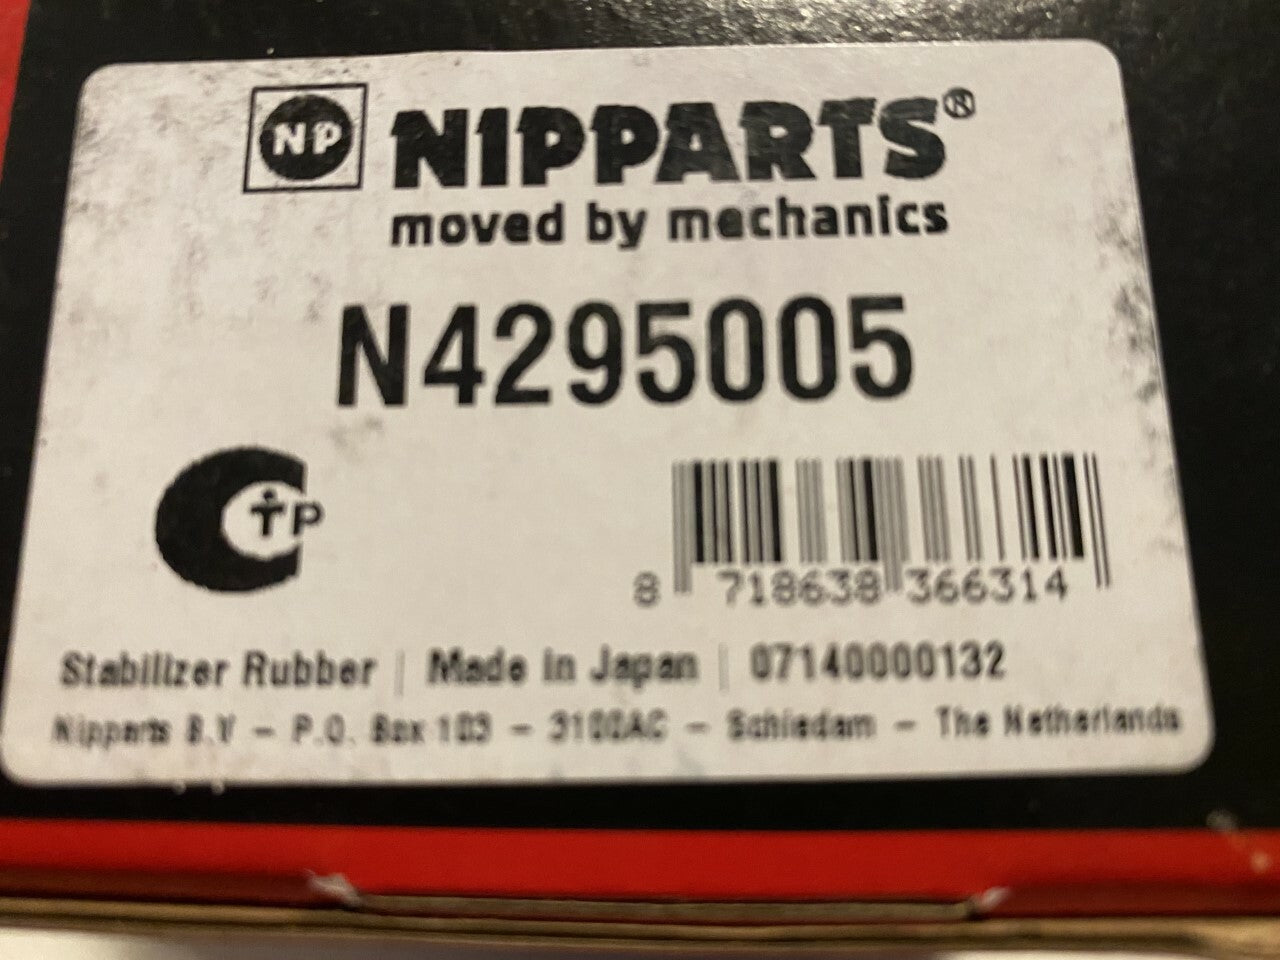 NP NIPPARTS®
moved by mechanics
N4295005
CTP
8 718638 366314
Stabilizer Rubber | Made in Japan | 07140000132
Nipparts B.V - P.O. Box 103 - 3100AC - Schiedam - The Netherlands